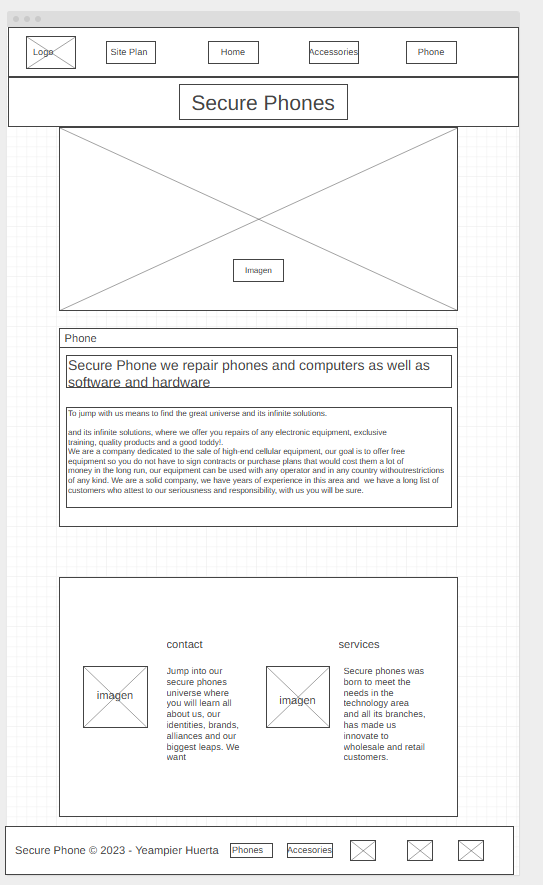 Logo
Site Plan
Home
Accessories
Phone
Secure Phones
Imagen
Phone
Secure Phone we repair phones and computers as well as
software and hardware
To jump with us means to find the great universe and its infinite solutions.
and its infinite solutions, where we offer you repairs of any electronic equipment, exclusive
training, quality products and a good toddy!.
We are a company dedicated to the sale of high-end cellular equipment, our goal is to offer free
equipment so you do not have to sign contracts or purchase plans that would cost them a lot of
money in the long run, our equipment can be used with any operator and in any country withoutrestrictions
of any kind. We are a solid company, we have years of experience in this area and we have a long list of
customers who attest to our seriousness and responsibility, with us you will be sure.
contact
imagen
Jump into our
secure phones
universe where
you will learn all
about us, our
identities, brands,
alliances and our
biggest leaps. We
want
services
imagen
Secure phones was
born to meet the
needs in the
technology area
and all its branches,
has made us
innovate to
wholesale and retail
customers.
Secure Phone © 2023 - Yeampier Huerta
Phones
Accesories